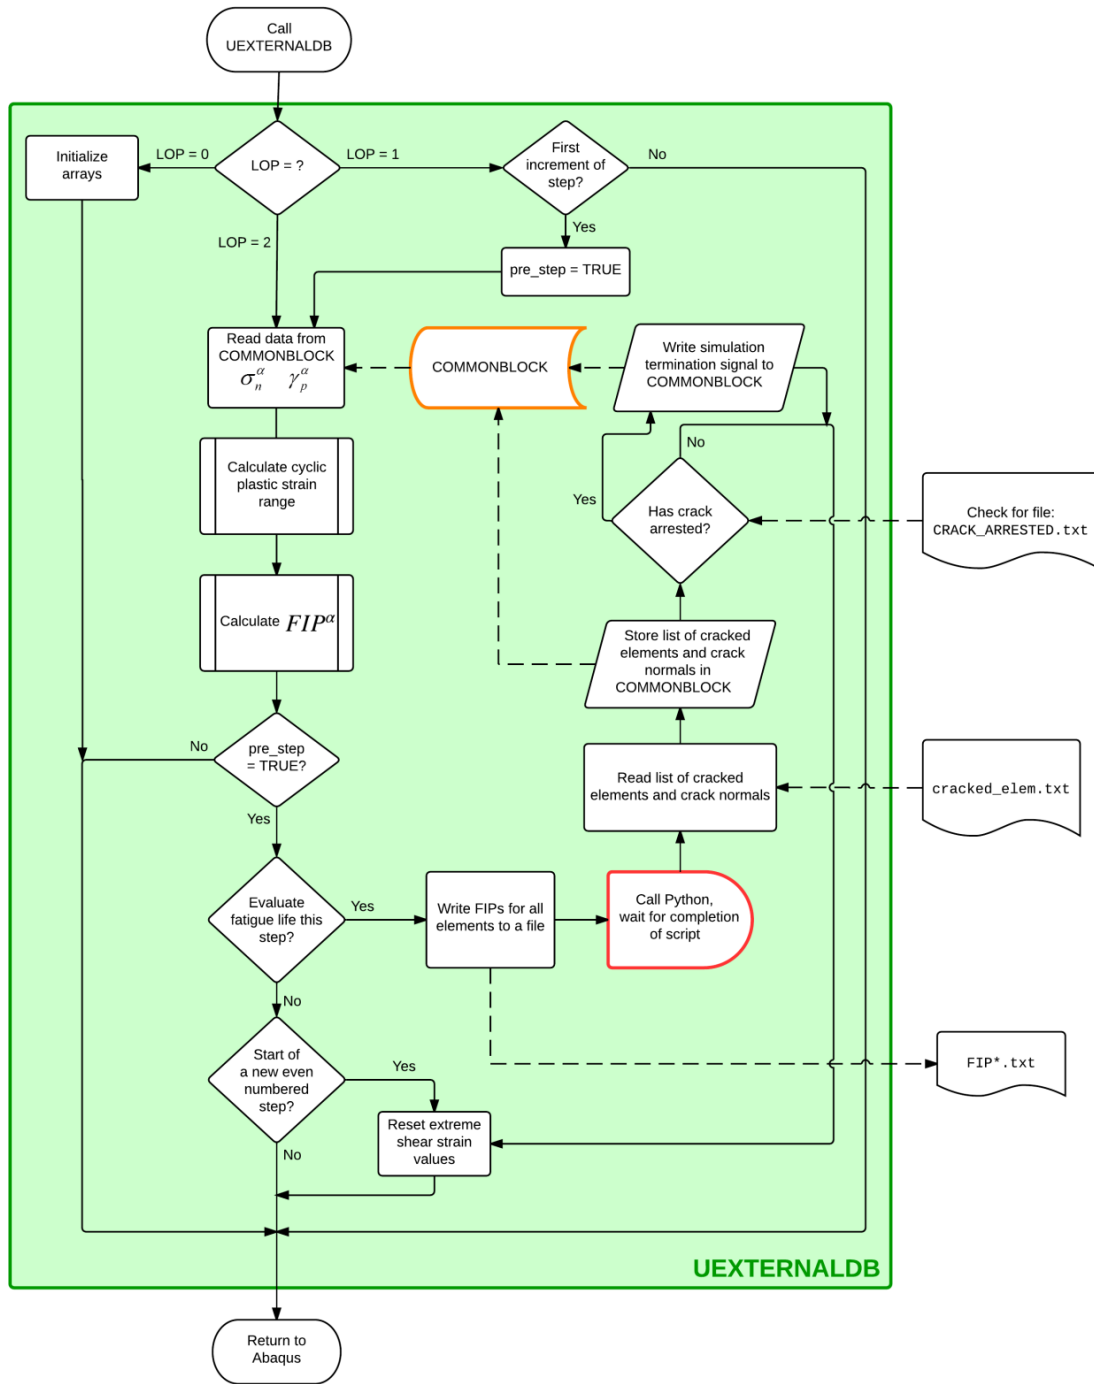 Call
UEXTERNALDB
Initialize
arrays
LOP = 0
LOP = ?
LOP = 1
First
increment of
step?
No
Yes
LOP = 2
pre_step = TRUE
Read data from
COMMONBLOCK
σₙᵅ γₚᵅ
COMMONBLOCK
Write simulation
termination signal to
COMMONBLOCK
No
Calculate cyclic
plastic strain
range
Yes
Has crack
arrested?
Check for file:
CRACK_ARRESTED.txt
Calculate FIPᵅ
Store list of cracked
elements and crack
normals in
COMMONBLOCK
No
pre_step
= TRUE?
Read list of cracked
elements and crack normals
cracked_elem.txt
Yes
Evaluate
fatigue life this
step?
Yes
Write FIPs for all
elements to a file
Call Python,
wait for completion
of script
No
Start of
a new even
numbered
step?
Yes
FIP*.txt
Reset extreme
shear strain
values
No
UEXTERNALDB
Return to
Abaqus